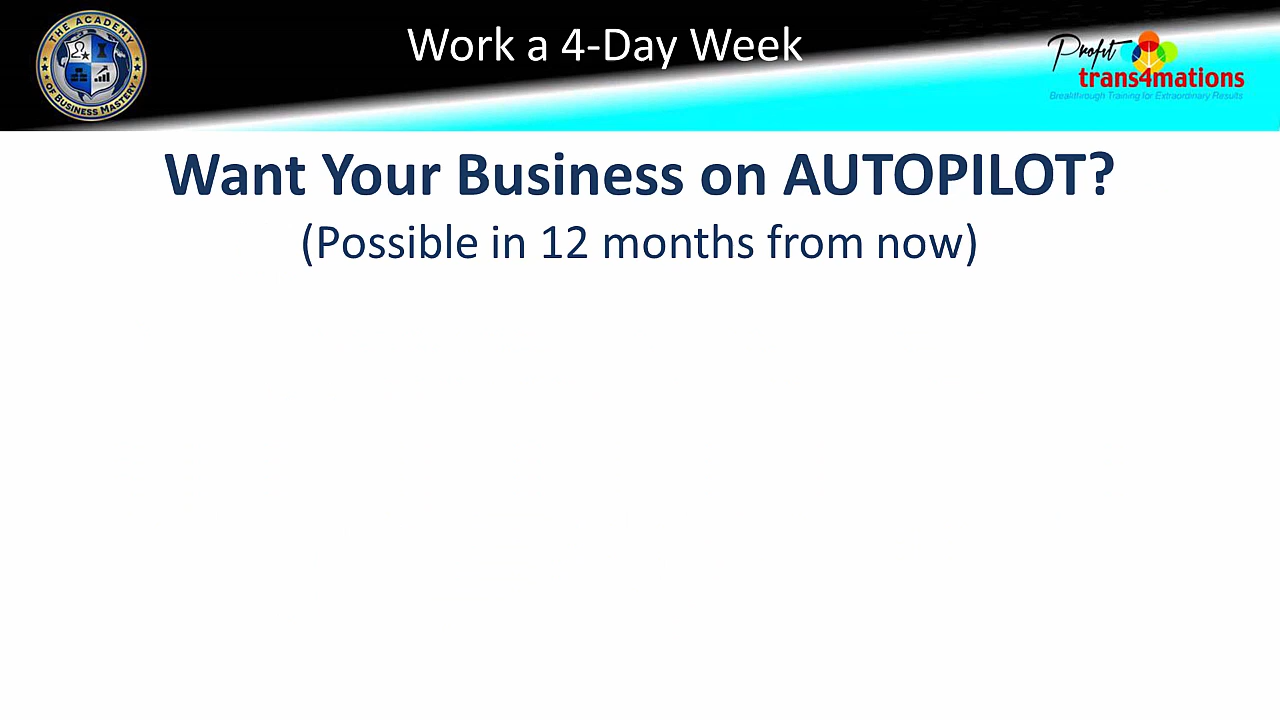 THE ACADEMY
OF BUSINESS MASTERY
Work a 4-Day Week
Profit
trans4mations
Breakthrough Training for Extraordinary Results
Want Your Business on AUTOPILOT?
(Possible in 12 months from now)